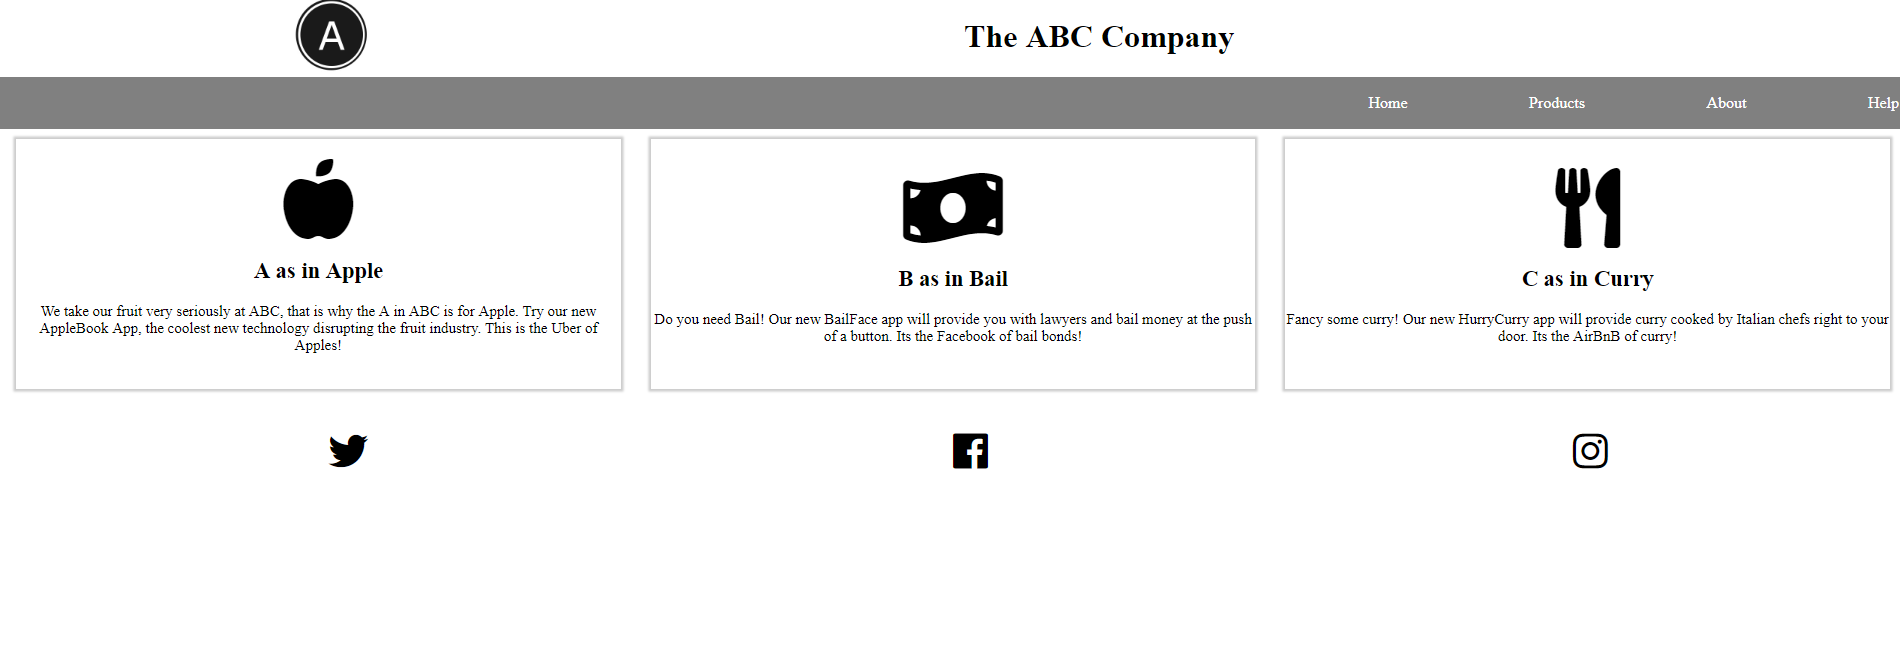 A
The ABC Company
Home Products About Help
A as in Apple
We take our fruit very seriously at ABC, that is why the A in ABC is for Apple. Try our new
AppleBook App, the coolest new technology disrupting the fruit industry. This is the Uber of
Apples!
B as in Bail
Do you need Bail! Our new BailFace app will provide you with lawyers and bail money at the push
of a button. Its the Facebook of bail bonds!
C as in Curry
Fancy some curry! Our new HurryCurry app will provide curry cooked by Italian chefs right to your
door. Its the AirBnB of curry!